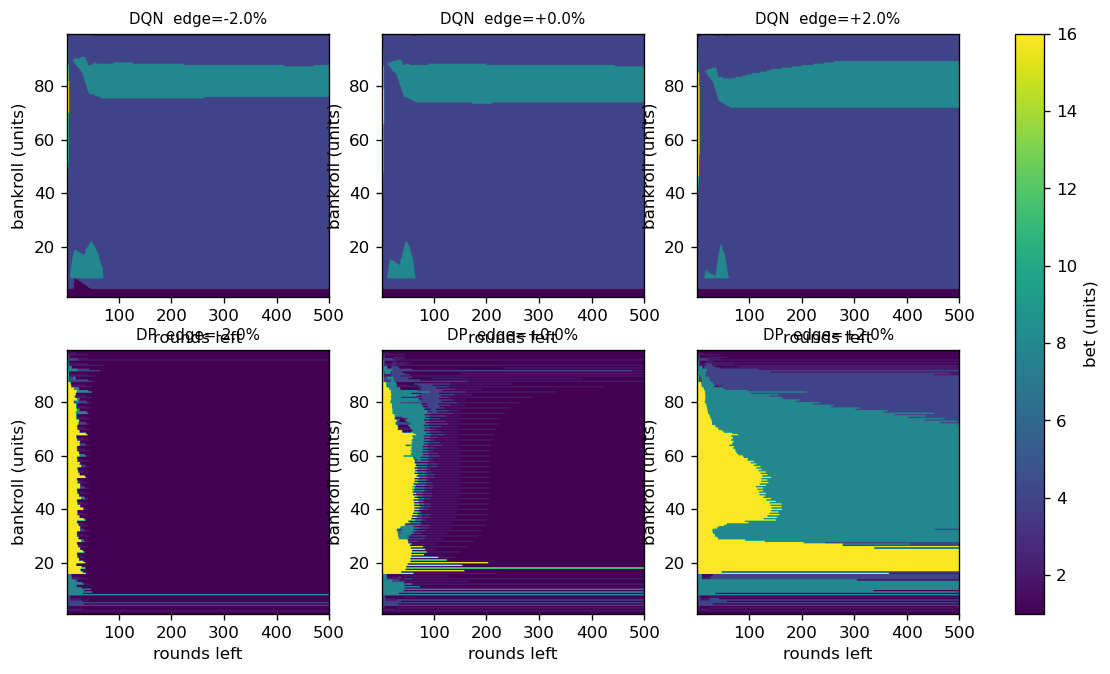 DQN  edge=-2.0%
DQN  edge=+0.0%
DQN  edge=+2.0%
bankroll (units)
80
60
40
20
100 200 300 400 500
rounds left
bankroll (units)
80
60
40
20
100 200 300 400 500
rounds left
bankroll (units)
80
60
40
20
100 200 300 400 500
rounds left
DP  edge=-2.0%
DP  edge=+0.0%
DP  edge=+2.0%
bankroll (units)
80
60
40
20
100 200 300 400 500
rounds left
bankroll (units)
80
60
40
20
100 200 300 400 500
rounds left
bankroll (units)
80
60
40
20
100 200 300 400 500
rounds left
16
14
12
10
8
6
4
2
bet (units)